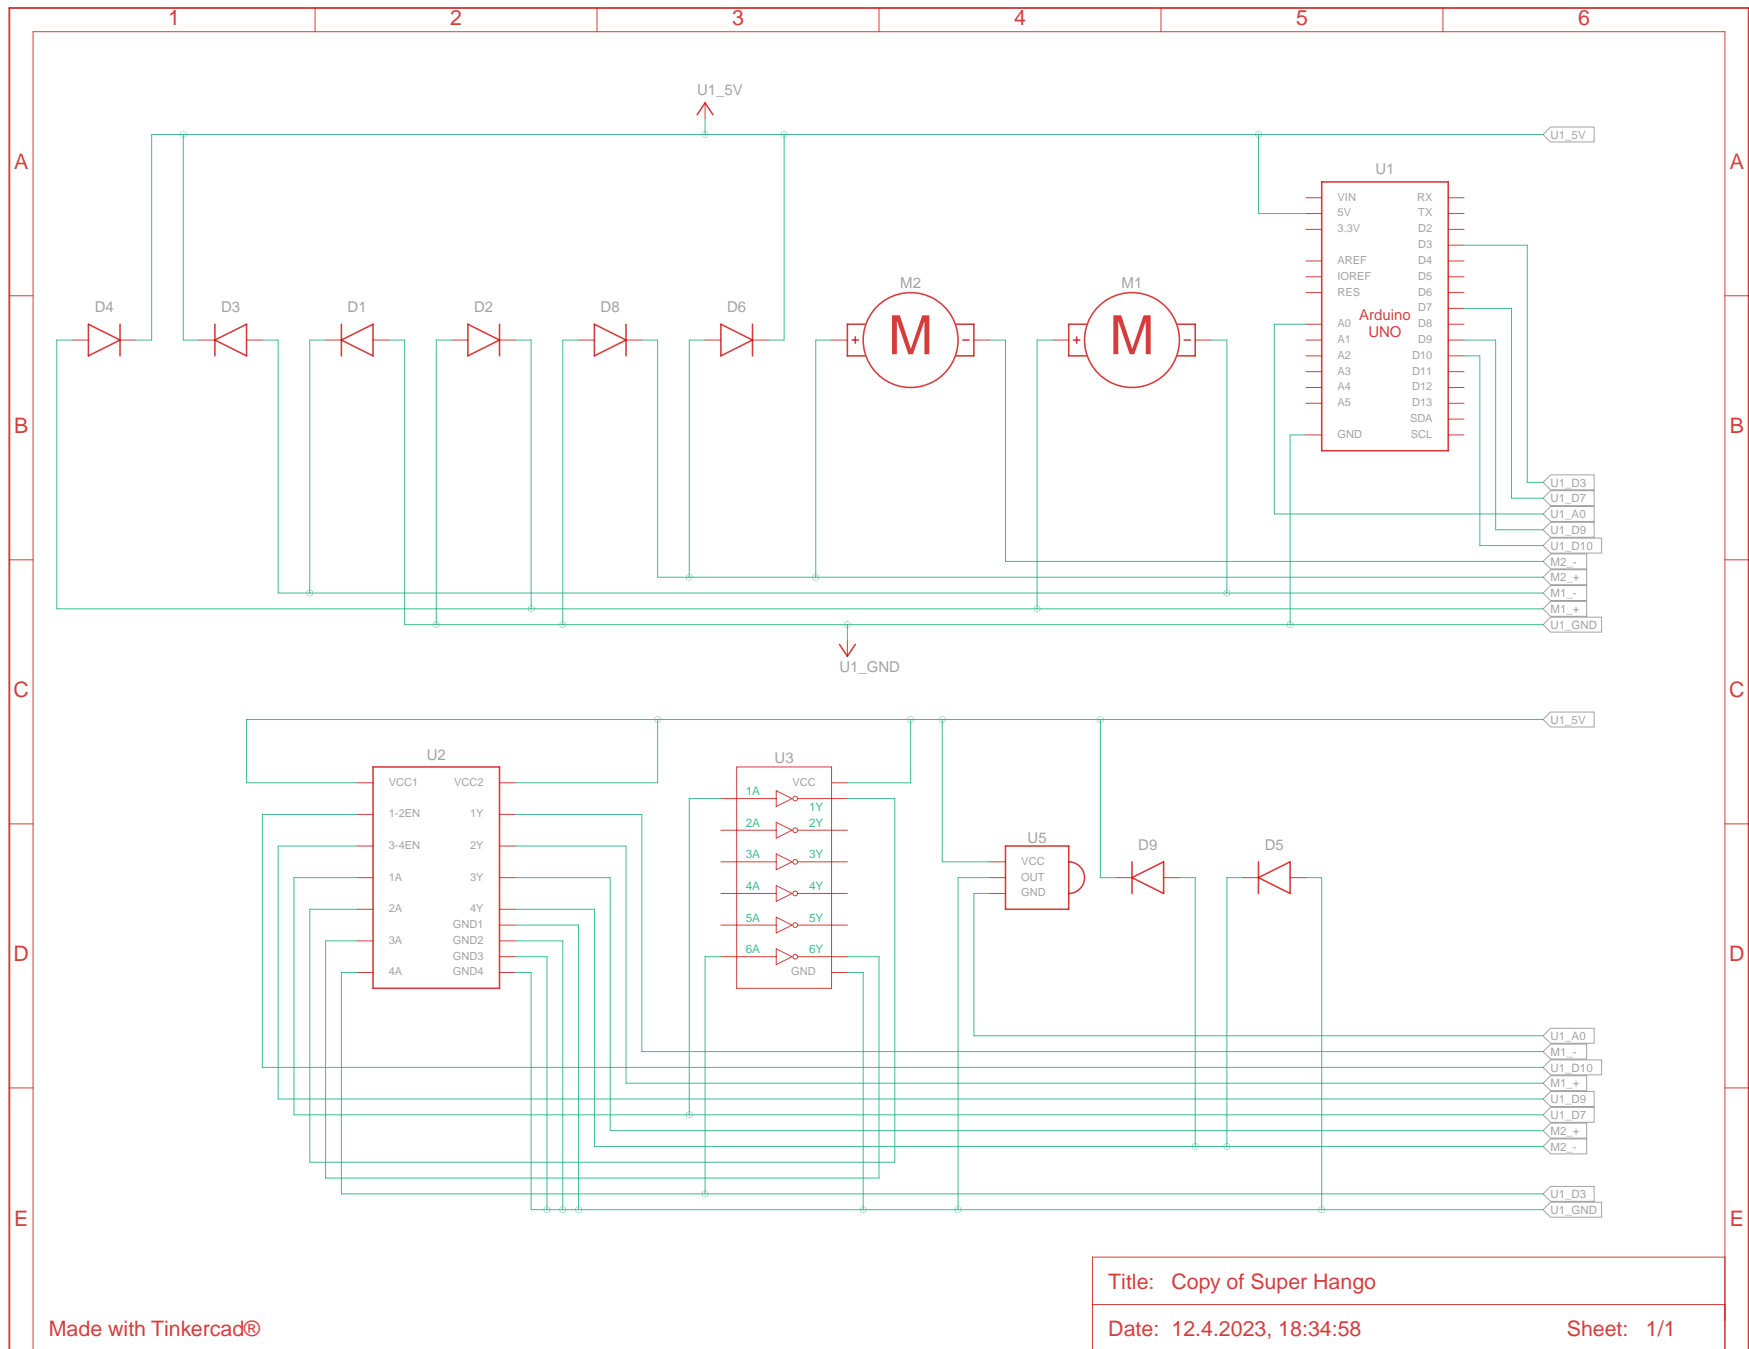 1 2 3 4 5 6
U1_5V
U1_5V
A A
U1
VIN RX
5V TX
3.3V D2
D3
AREF D4
IOREF D5
RES D6
D7
A0 D8
A1 D9
A2 D10
A3 D11
A4 D12
A5 D13
SDA
GND SCL
Arduino
UNO
M2 M1
M M
+ - + -
D4 D3 D1 D2 D8 D6
B B
U1_D3
U1_D7
U1_A0
U1_D9
U1_D10
M2_-
M2_+
M1_-
M1_+
U1_GND
U1_GND
C C
U1_5V
U2
VCC1 VCC2
1-2EN 1Y
3-4EN 2Y
1A 3Y
2A 4Y
GND1
3A GND2
GND3
4A GND4
U3
VCC
1A 1Y
2A 2Y
3A 3Y
4A 4Y
5A 5Y
6A 6Y
GND
U5
VCC
OUT
GND
D9 D5
D D
U1_A0
M1_-
U1_D10
M1_+
U1_D9
U1_D7
M2_+
M2_-
U1_D3
U1_GND
E E
Title: Copy of Super Hango
Made with Tinkercad®
Date: 12.4.2023, 18:34:58 Sheet: 1/1